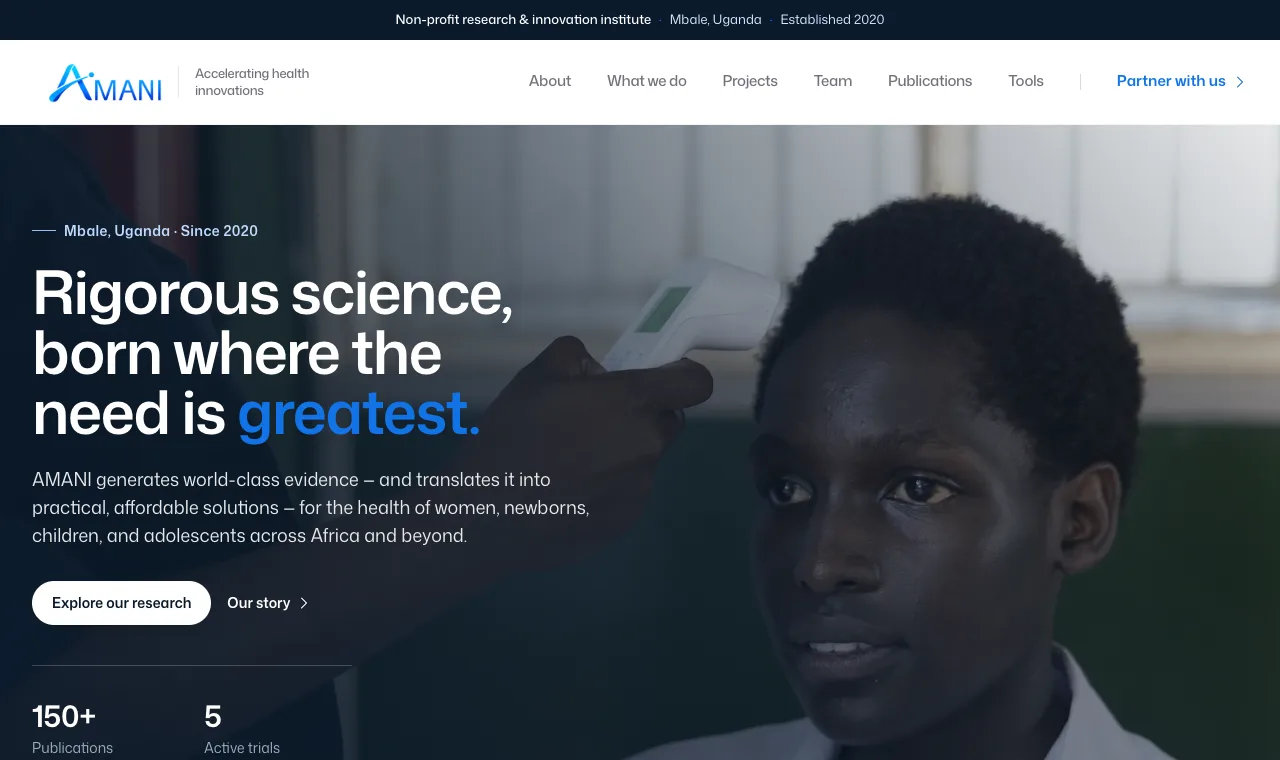 Non-profit research & innovation institute · Mbale, Uganda · Established 2020
AMANI
Accelerating health
innovations
About What we do Projects Team Publications Tools Partner with us
Mbale, Uganda · Since 2020
Rigorous science,
born where the
need is greatest.
AMANI generates world-class evidence — and translates it into
practical, affordable solutions — for the health of women, newborns,
children, and adolescents across Africa and beyond.
Explore our research Our story
150+ 5
Publications Active trials